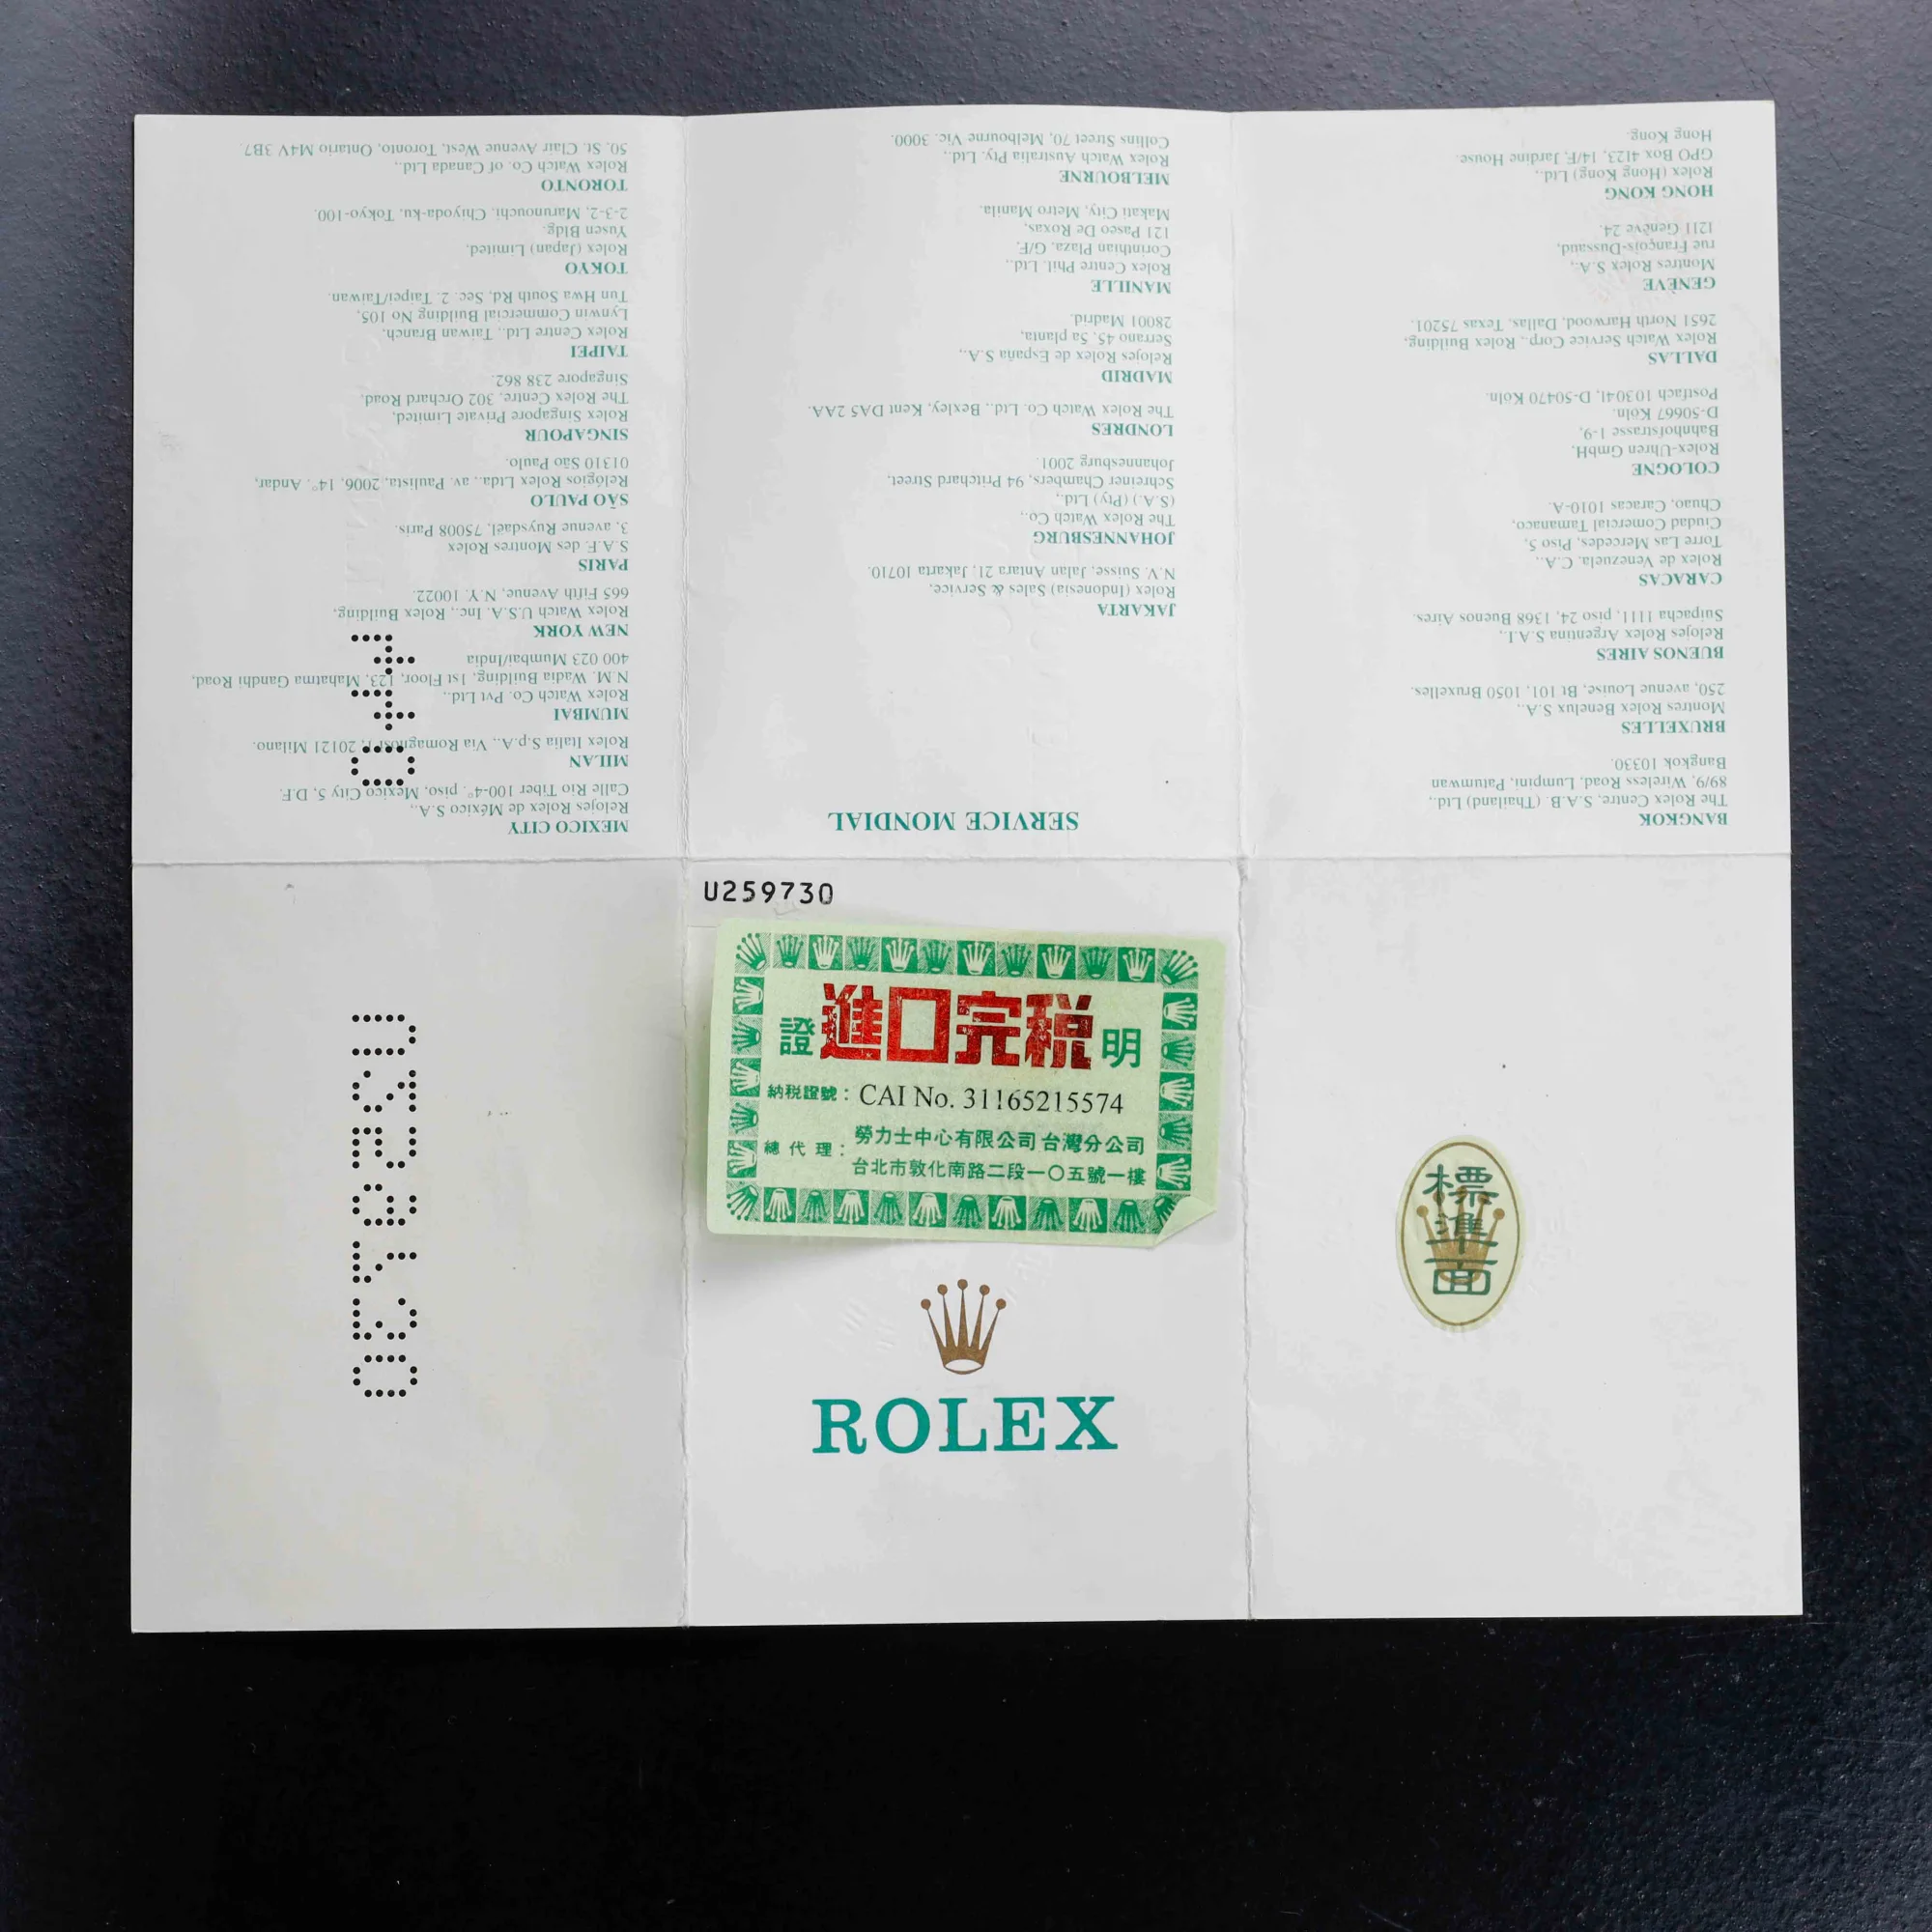 SERVICE MONDIAL
BANGKOK
The Rolex Centre, S.A.B. (Thailand) Ltd.,
89/9, Wireless Road, Lumpini, Patumwan
Bangkok 10330.
BRUXELLES
Montres Rolex Benelux S.A.,
250, avenue Louise, Bt 101, 1050 Bruxelles.
BUENOS AIRES
Relojes Rolex Argentina S.A.I.,
Suipacha 1111, piso 24, 1368 Buenos Aires.
CARACAS
Rolex de Venezuela, C.A.,
Torre Las Mercedes, Piso 5,
Ciudad Comercial Tamanaco,
Chuao, Caracas 1010-A.
COLOGNE
Rolex-Uhren GmbH,
Bahnhofstrasse 1-9,
D-50667 Köln.
Postfach 103041, D-50470 Köln.
DALLAS
Rolex Watch Service Corp., Rolex Building,
2651 North Harwood, Dallas, Texas 75201.
GENÈVE
Montres Rolex S.A.,
rue François-Dussaud,
1211 Genève 24.
HONG KONG
Rolex (Hong Kong) Ltd.,
GPO Box 4123, 14/F, Jardine House.
Hong Kong.
JAKARTA
Rolex (Indonesia) Sales & Service,
N.V. Suisse, Jalan Antara 21, Jakarta 10710.
JOHANNESBURG
The Rolex Watch Co.,
(S.A.) (Pty) Ltd.,
Schreiner Chambers, 94 Pritchard Street,
Johannesburg 2001.
LONDRES
The Rolex Watch Co. Ltd., Bexley, Kent DA5 2AA.
MADRID
Relojes Rolex de España S.A.,
Serrano 45, 5a planta,
28001 Madrid.
MANILLE
Rolex Centre Phil. Ltd.,
Corinthian Plaza, G/F.
121 Paseo De Roxas,
Makati City, Metro Manila.
MELBOURNE
Rolex Watch Australia Pty. Ltd.,
Collins Street 70, Melbourne Vic. 3000.
MEXICO CITY
Relojes Rolex de México S.A.,
Calle Rio Tiber 100-4°. piso, Mexico City 5, D.F.
MILAN
Rolex Italia S.p.A., Via Romagnosi 1, 20121 Milano.
MUMBAI
Rolex Watch Co. Pvt Ltd.,
N.M. Wadia Building, 1st Floor, 123, Mahatma Gandhi Road,
400 023 Mumbai/India
NEW YORK
Rolex Watch U.S.A. Inc., Rolex Building,
665 Fifth Avenue, N.Y. 10022.
PARIS
S.A.F. des Montres Rolex
3, avenue Ruysdaël, 75008 Paris.
SÃO PAULO
Relógios Rolex Ltda., av. Paulista, 2006, 14°. Andar,
01310 São Paulo.
SINGAPOUR
Rolex Singapore Private Limited,
The Rolex Centre, 302 Orchard Road,
Singapore 238 862.
TAIPEI
Rolex Centre Ltd., Taiwan Branch,
Lynwin Commercial Building No 105,
Tun Hwa South Rd, Sec. 2. Taipei/Taiwan.
TOKYO
Rolex (Japan) Limited,
Yusen Bldg.
2-3-2, Marunouchi, Chiyoda-ku, Tokyo-100.
TORONTO
Rolex Watch Co. of Canada Ltd.,
50, St. Clair Avenue West, Toronto, Ontario M4V 3B7.
U259730
U259730
證進口完稅明
納稅證號：CAI No. 31165215574
總代理：勞力士中心有限公司台灣分公司
台北市敦化南路二段一〇五號一樓
ROLEX
標準面